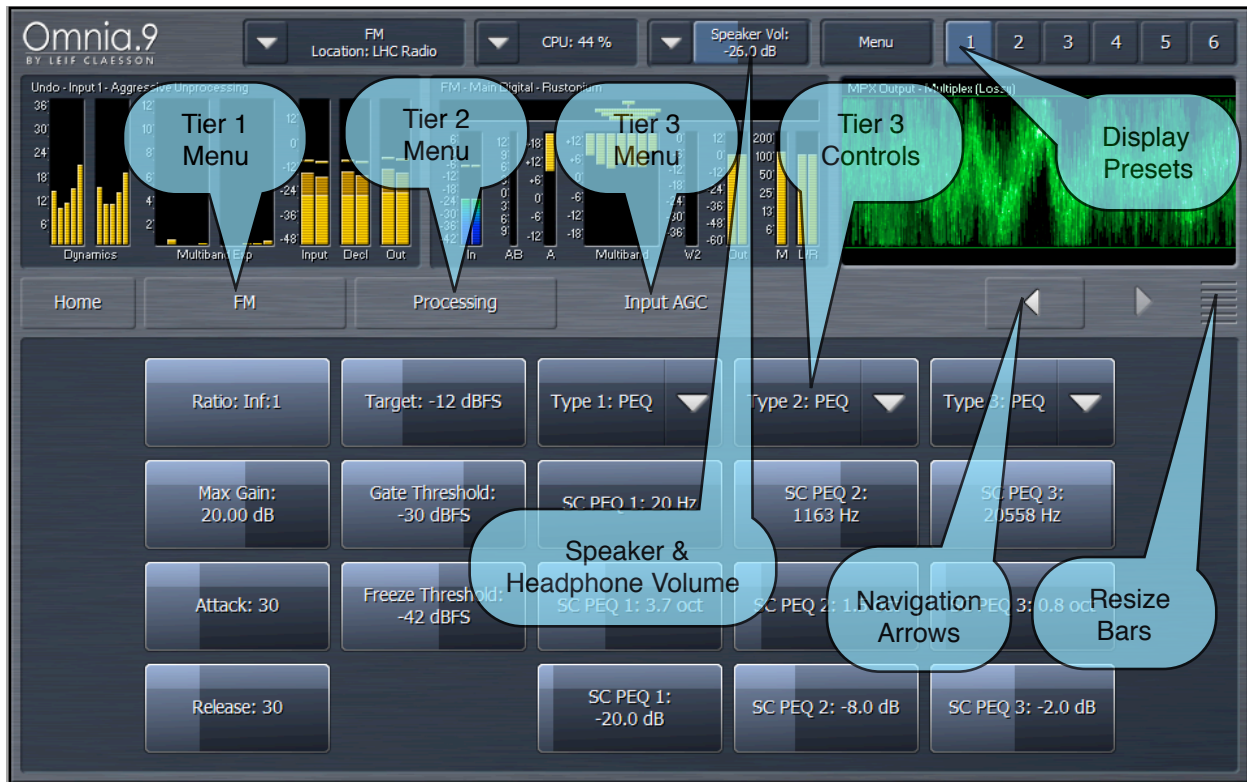 Omnia.9
BY LEIF CLAESSON
FM
Location: LHC Radio
CPU: 44 %
Speaker Vol:
-26.0 dB
Menu
1 2 3 4 5 6
Undo - Input 1 - Aggressive Unprocessing
FM - Main Digital - Flustonium
MPX Output - Multiplex (Lossy)
Tier 1
Menu
Tier 2
Menu
Tier 3
Menu
Tier 3
Controls
Display
Presets
Dynamics
Multiband Exp
Input
Decl
Out
In
AB
A
Multiband
W2
Out
M
L/R
Home
FM
Processing
Input AGC
Ratio: Inf:1
Target: -12 dBFS
Type 1: PEQ
Type 2: PEQ
Type 3: PEQ
Max Gain:
20.00 dB
Gate Threshold:
-30 dBFS
SC PEQ 1: 20 Hz
SC PEQ 2:
1163 Hz
SC PEQ 3:
20558 Hz
Speaker &
Headphone Volume
Navigation
Arrows
Resize
Bars
Attack: 30
Freeze Threshold:
-42 dBFS
SC PEQ 1: 3.7 oct
SC PEQ 2:
PEQ 3: 0.8 oct
Release: 30
SC PEQ 1:
-20.0 dB
SC PEQ 2: -8.0 dB
SC PEQ 3: -2.0 dB